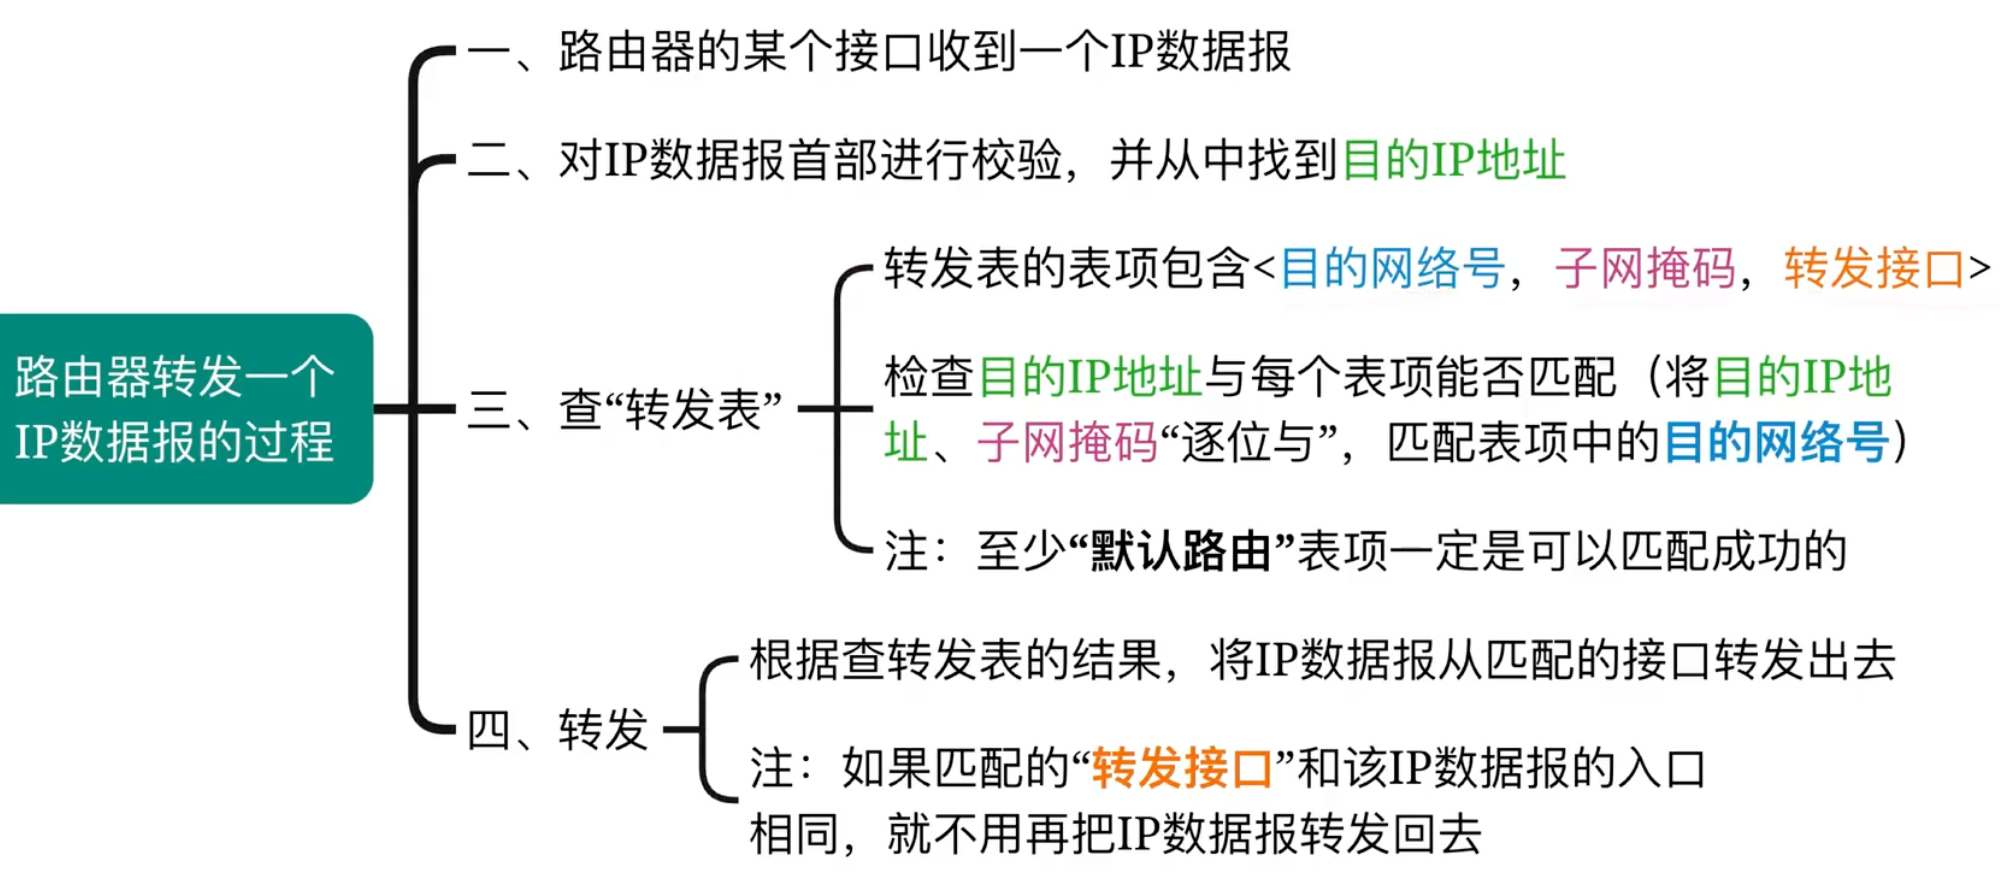 路由器转发一个
IP数据报的过程
一、路由器的某个接口收到一个IP数据报
二、对IP数据报首部进行校验，并从中找到目的IP地址
三、查“转发表”
转发表的表项包含<目的网络号，子网掩码，转发接口>
检查目的IP地址与每个表项能否匹配（将目的IP地
址、子网掩码“逐位与”，匹配表项中的目的网络号）
注：至少“默认路由”表项一定是可以匹配成功的
四、转发
根据查转发表的结果，将IP数据报从匹配的接口转发出去
注：如果匹配的“转发接口”和该IP数据报的入口
相同，就不用再把IP数据报转发回去